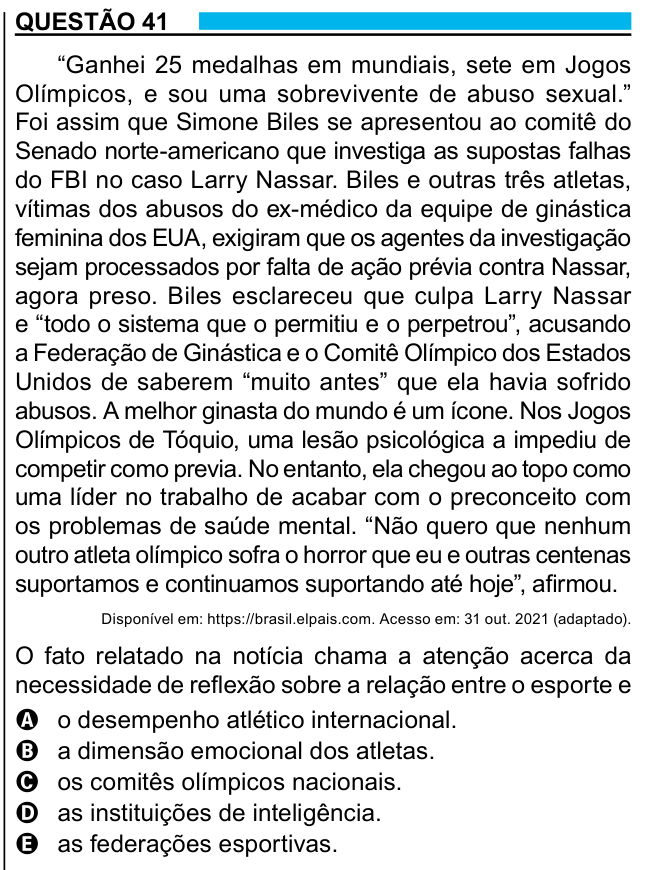 QUESTÃO 41
“Ganhei 25 medalhas em mundiais, sete em Jogos
Olímpicos, e sou uma sobrevivente de abuso sexual.”
Foi assim que Simone Biles se apresentou ao comitê do
Senado norte-americano que investiga as supostas falhas
do FBI no caso Larry Nassar. Biles e outras três atletas,
vítimas dos abusos do ex-médico da equipe de ginástica
feminina dos EUA, exigiram que os agentes da investigação
sejam processados por falta de ação prévia contra Nassar,
agora preso. Biles esclareceu que culpa Larry Nassar
e “todo o sistema que o permitiu e o perpetrou”, acusando
a Federação de Ginástica e o Comitê Olímpico dos Estados
Unidos de saberem “muito antes” que ela havia sofrido
abusos. A melhor ginasta do mundo é um ícone. Nos Jogos
Olímpicos de Tóquio, uma lesão psicológica a impediu de
competir como previa. No entanto, ela chegou ao topo como
uma líder no trabalho de acabar com o preconceito com
os problemas de saúde mental. “Não quero que nenhum
outro atleta olímpico sofra o horror que eu e outras centenas
suportamos e continuamos suportando até hoje”, afirmou.
Disponível em: https://brasil.elpais.com. Acesso em: 31 out. 2021 (adaptado).
O fato relatado na notícia chama a atenção acerca da
necessidade de reflexão sobre a relação entre o esporte e
A o desempenho atlético internacional.
B a dimensão emocional dos atletas.
C os comitês olímpicos nacionais.
D as instituições de inteligência.
E as federações esportivas.